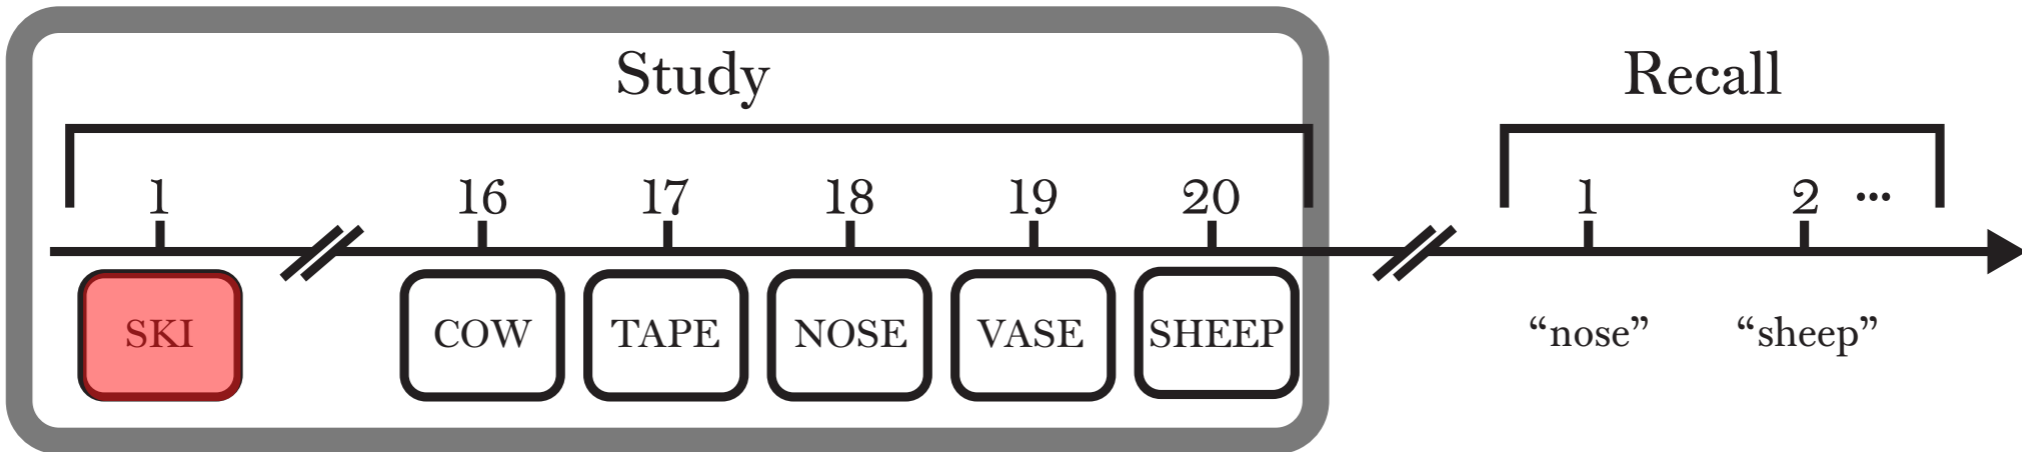 Study Recall
1 16 17 18 19 20 1 2 ...
SKI COW TAPE NOSE VASE SHEEP “nose” “sheep”